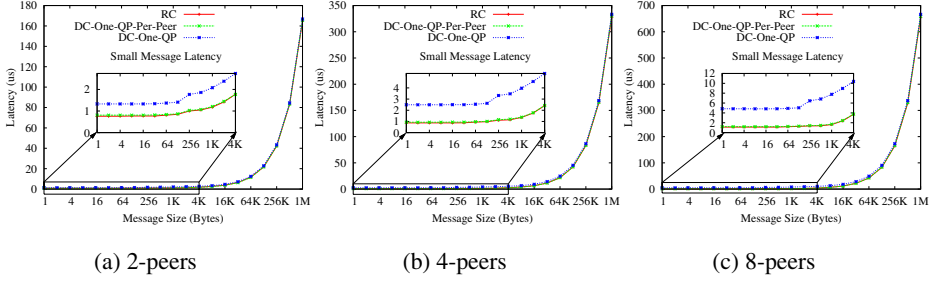 RC
DC-One-QP-Per-Peer
DC-One-QP
Small Message Latency
Latency (us)
180
160
140
120
100
80
60
40
20
0
2
1
0
1 4 16 64 256 1K 4K
1 4 16 64 256 1K 4K 16K 64K 256K 1M
Message Size (Bytes)
(a) 2-peers
RC
DC-One-QP-Per-Peer
DC-One-QP
Small Message Latency
Latency (us)
350
300
250
200
150
100
50
0
5
4
3
2
1
0
1 4 16 64 256 1K 4K
1 4 16 64 256 1K 4K 16K 64K 256K 1M
Message Size (Bytes)
(b) 4-peers
RC
DC-One-QP-Per-Peer
DC-One-QP
Small Message Latency
Latency (us)
700
600
500
400
300
200
100
0
12
10
8
6
4
2
0
1 4 16 64 256 1K 4K
1 4 16 64 256 1K 4K 16K 64K 256K 1M
Message Size (Bytes)
(c) 8-peers